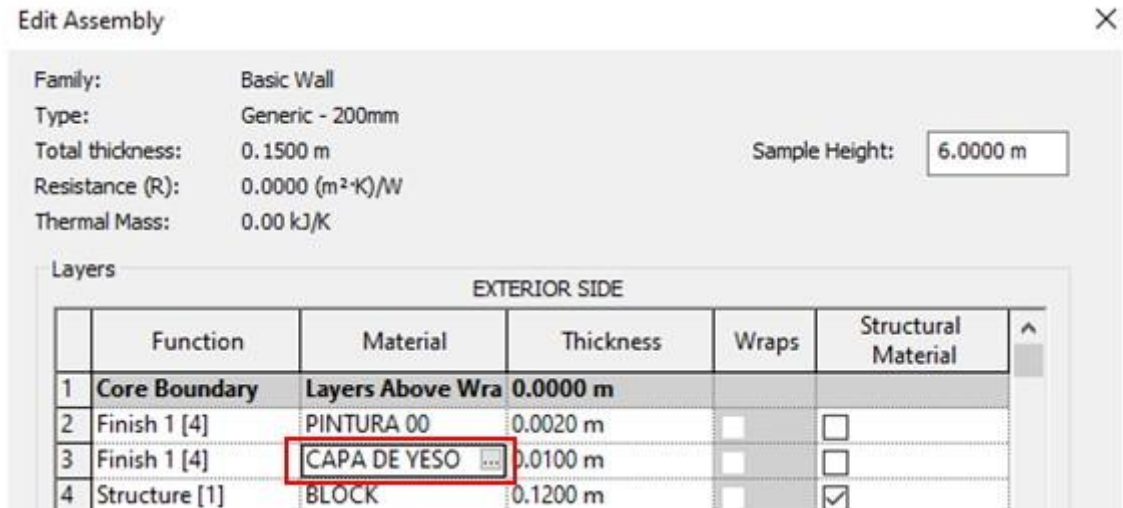 Edit Assembly
Family: Basic Wall
Type: Generic - 200mm
Total thickness: 0.1500 m Sample Height: 6.0000 m
Resistance (R): 0.0000 (m²·K)/W
Thermal Mass: 0.00 kJ/K
Layers
EXTERIOR SIDE
Function Material Thickness Wraps Structural Material
1 Core Boundary Layers Above Wra 0.0000 m
2 Finish 1 [4] PINTURA 00 0.0020 m
3 Finish 1 [4] CAPA DE YESO ... 0.0100 m
4 Structure [1] BLOCK 0.1200 m